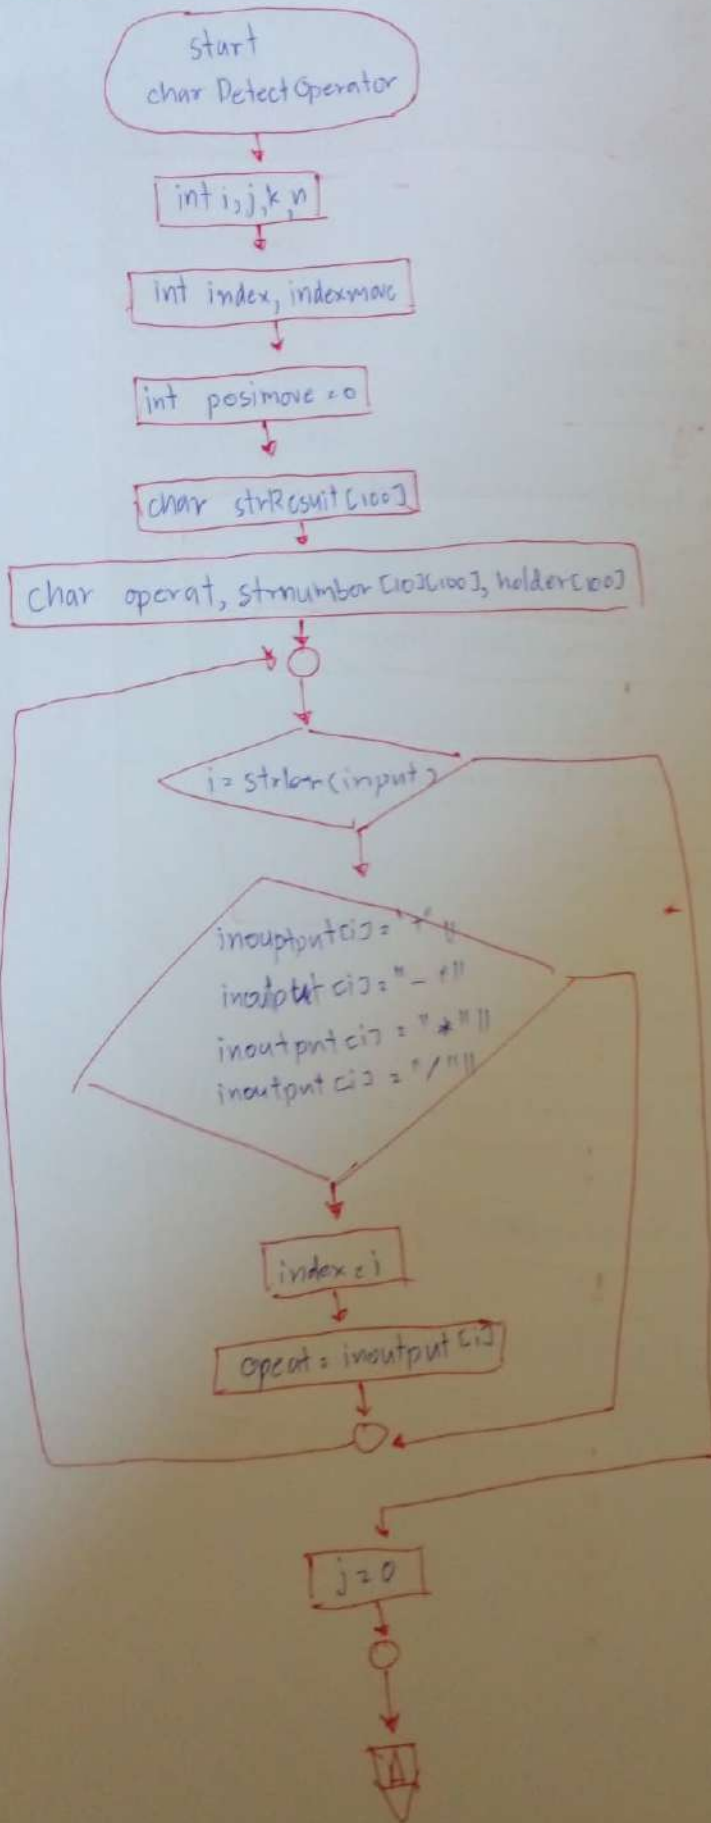 start
char DetectOperator
int i, j, k, n
int index, indexmove
int posimove = 0
char strResuit[100]
char operat, strnumber[10][100], holder[100]
i = strlen(input)
inouptput[i] = "+" ||
inoutput[i] = "-" ||
inoutput[i] = "*" ||
inoutput[i] = "/" ||
index = i
opeat = inoutput[i]
j = 0
A